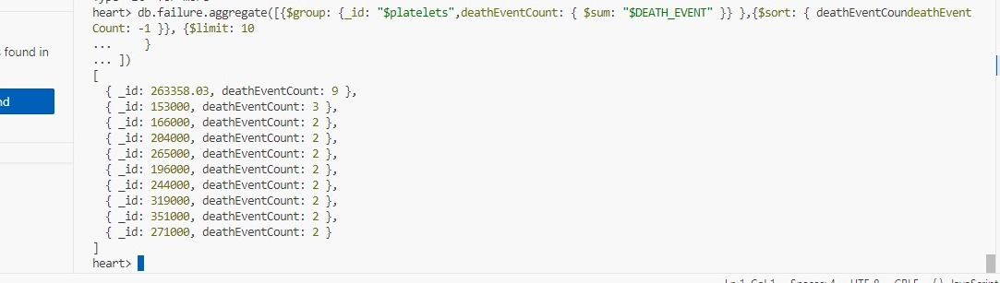 heart> db.failure.aggregate([{$group: {_id: "$platelets",deathEventCount: { $sum: "$DEATH_EVENT" }} },{$sort: { deathEventCoundeathEvent
Count: -1 }}, {$limit: 10
...     }
... ])
[
  { _id: 263358.03, deathEventCount: 9 },
  { _id: 153000, deathEventCount: 3 },
  { _id: 166000, deathEventCount: 2 },
  { _id: 204000, deathEventCount: 2 },
  { _id: 265000, deathEventCount: 2 },
  { _id: 196000, deathEventCount: 2 },
  { _id: 244000, deathEventCount: 2 },
  { _id: 319000, deathEventCount: 2 },
  { _id: 351000, deathEventCount: 2 },
  { _id: 271000, deathEventCount: 2 }
]
heart>
found in
nd